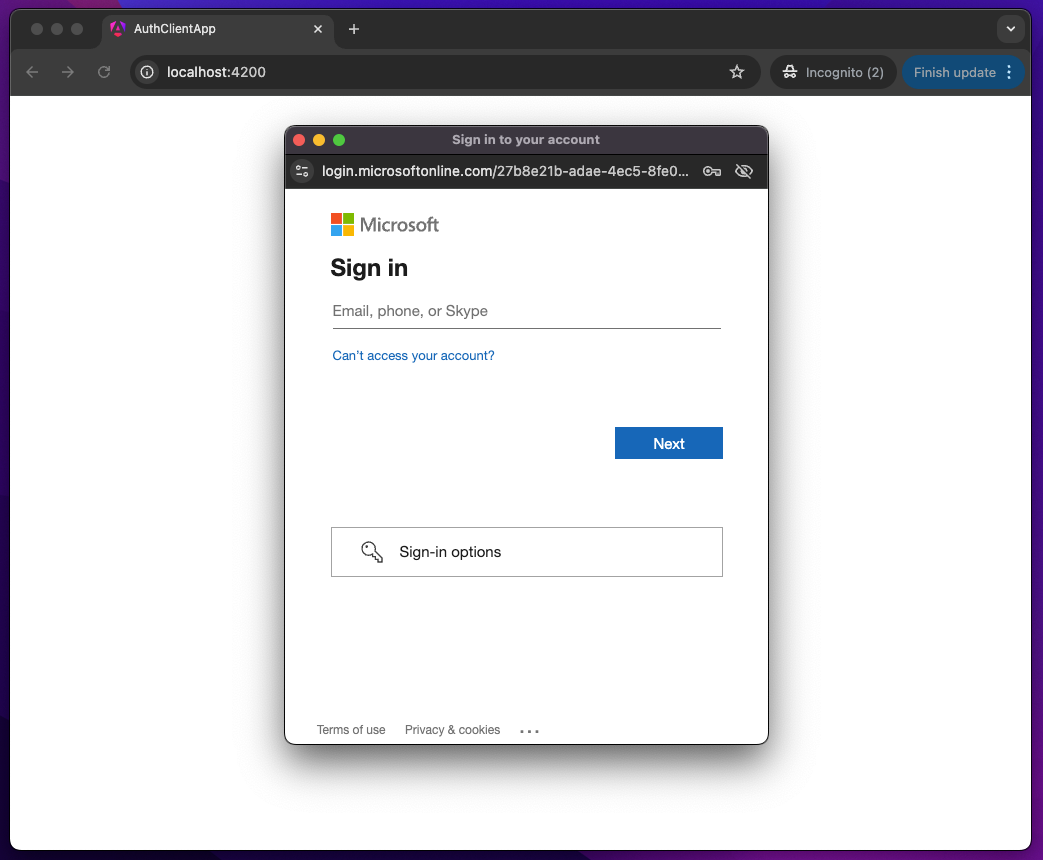 AuthClientApp
localhost:4200
Incognito (2)
Finish update
Sign in to your account
login.microsoftonline.com/27b8e21b-adae-4ec5-8fe0...
Microsoft
Sign in
Email, phone, or Skype
Can't access your account?
Next
Sign-in options
Terms of use Privacy & cookies ...